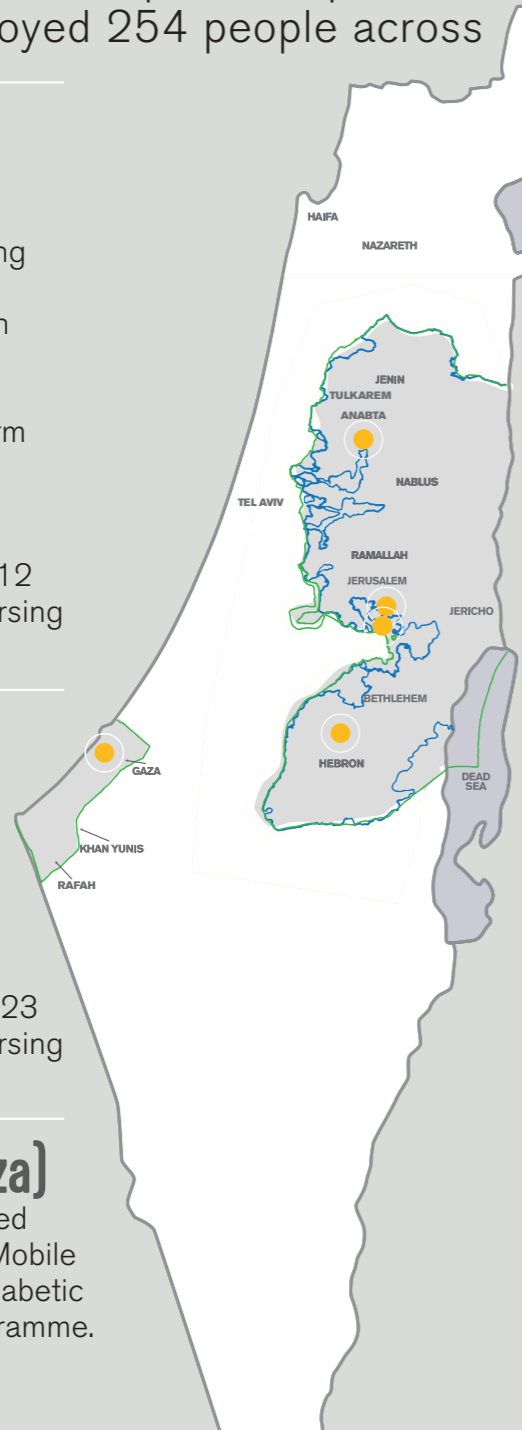 oyed 254 people across
ng
n
rm
12
rsing
23
rsing
za)
ed
Mobile
abetic
ramme.
HAIFA
NAZARETH
JENIN
TULKAREM
ANABTA
NABLUS
TEL AVIV
RAMALLAH
JERUSALEM
JERICHO
BETHLEHEM
HEBRON
GAZA
KHAN YUNIS
RAFAH
DEAD
SEA